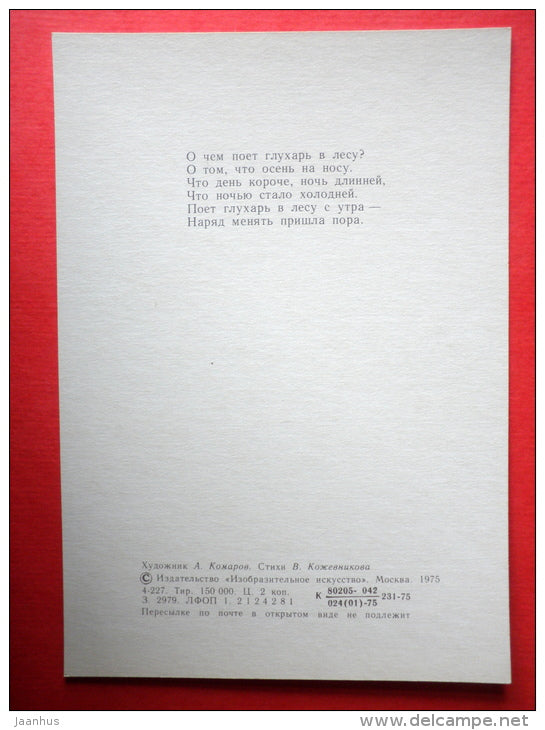 О чем поет глухарь в лесу?
О том, что осень на носу.
Что день короче, ночь длинней,
Что ночью стало холодней.
Поет глухарь в лесу с утра —
Наряд менять пришла пора.
Художник А. Комаров. Стихи В. Кожевникова
© Издательство «Изобразительное искусство». Москва. 1975
4-227. Тир. 150 000. Ц. 2 коп.
З. 2979. ЛФОП 1. 2124281
К 80205-042 231-75
024(01)-75
Пересылке по почте в открытом виде не подлежит
jaanhus
www.delcampe.net